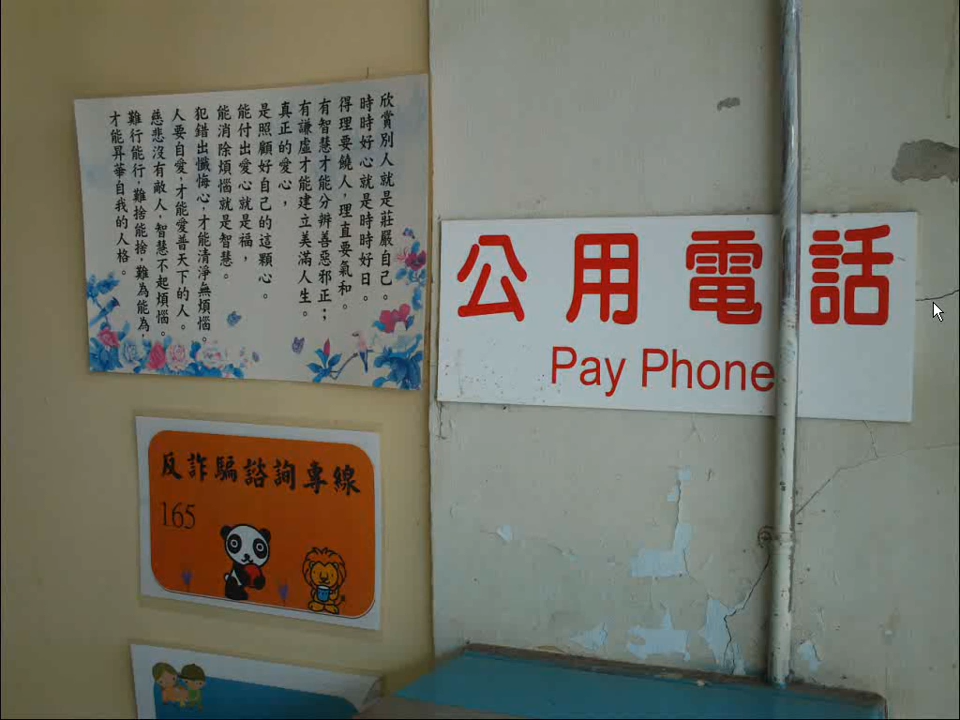 欣賞別人就是莊嚴自己。
時時好心就是時時好日。
得理要饒人，理直要氣和。
有智慧才能分辨善惡邪正；
有謙虛才能建立美滿人生。
真正的愛心，
是照顧好自己的這顆心。
能付出愛心就是福，
能消除煩惱就是智慧。
犯錯出懺悔心，才能清淨無煩惱。
人要自愛，才能愛普天下的人。
慈悲沒有敵人，智慧不起煩惱。
難行能行，難捨能捨，難為能為，
才能昇華自我的人格。
公用電話
Pay Phone
反詐騙諮詢專線
165